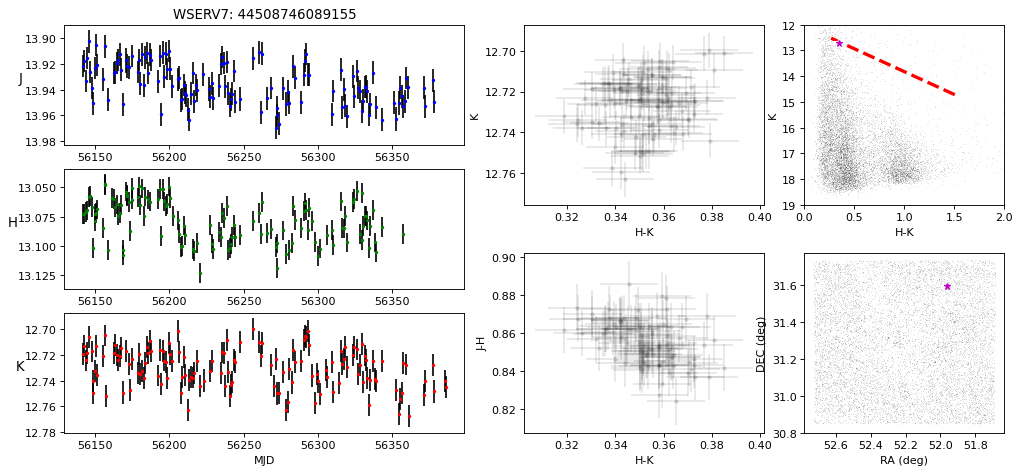 WSERV7: 44508746089155
13.90
13.92
13.94
13.96
13.98
J
56150 56200 56250 56300 56350
13.050
13.075
13.100
13.125
H
56150 56200 56250 56300 56350
12.70
12.72
12.74
12.76
12.78
K
56150 56200 56250 56300 56350
MJD
12.70
12.72
12.74
12.76
K
0.32 0.34 0.36 0.38 0.40
H-K
12
13
14
15
16
17
18
19
K
0.0 0.5 1.0 1.5 2.0
H-K
0.90
0.88
0.86
0.84
0.82
J-H
0.32 0.34 0.36 0.38 0.40
H-K
31.6
31.4
31.2
31.0
30.8
DEC (deg)
52.6 52.4 52.2 52.0 51.8
RA (deg)